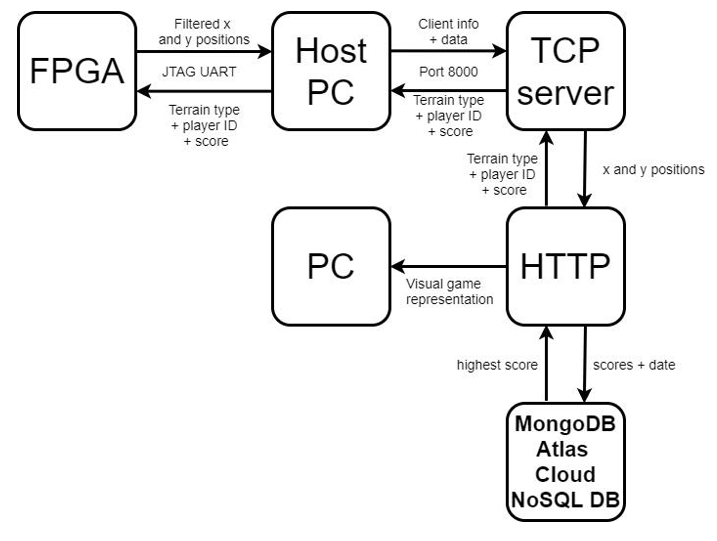 FPGA
Filtered x
and y positions
JTAG UART
Terrain type
+ player ID
+ score
Host
PC
Client info
+ data
Port 8000
Terrain type
+ player ID
+ score
TCP
server
Terrain type
+ player ID
+ score
x and y positions
PC
Visual game
representation
HTTP
highest score
scores + date
MongoDB
Atlas
Cloud
NoSQL DB